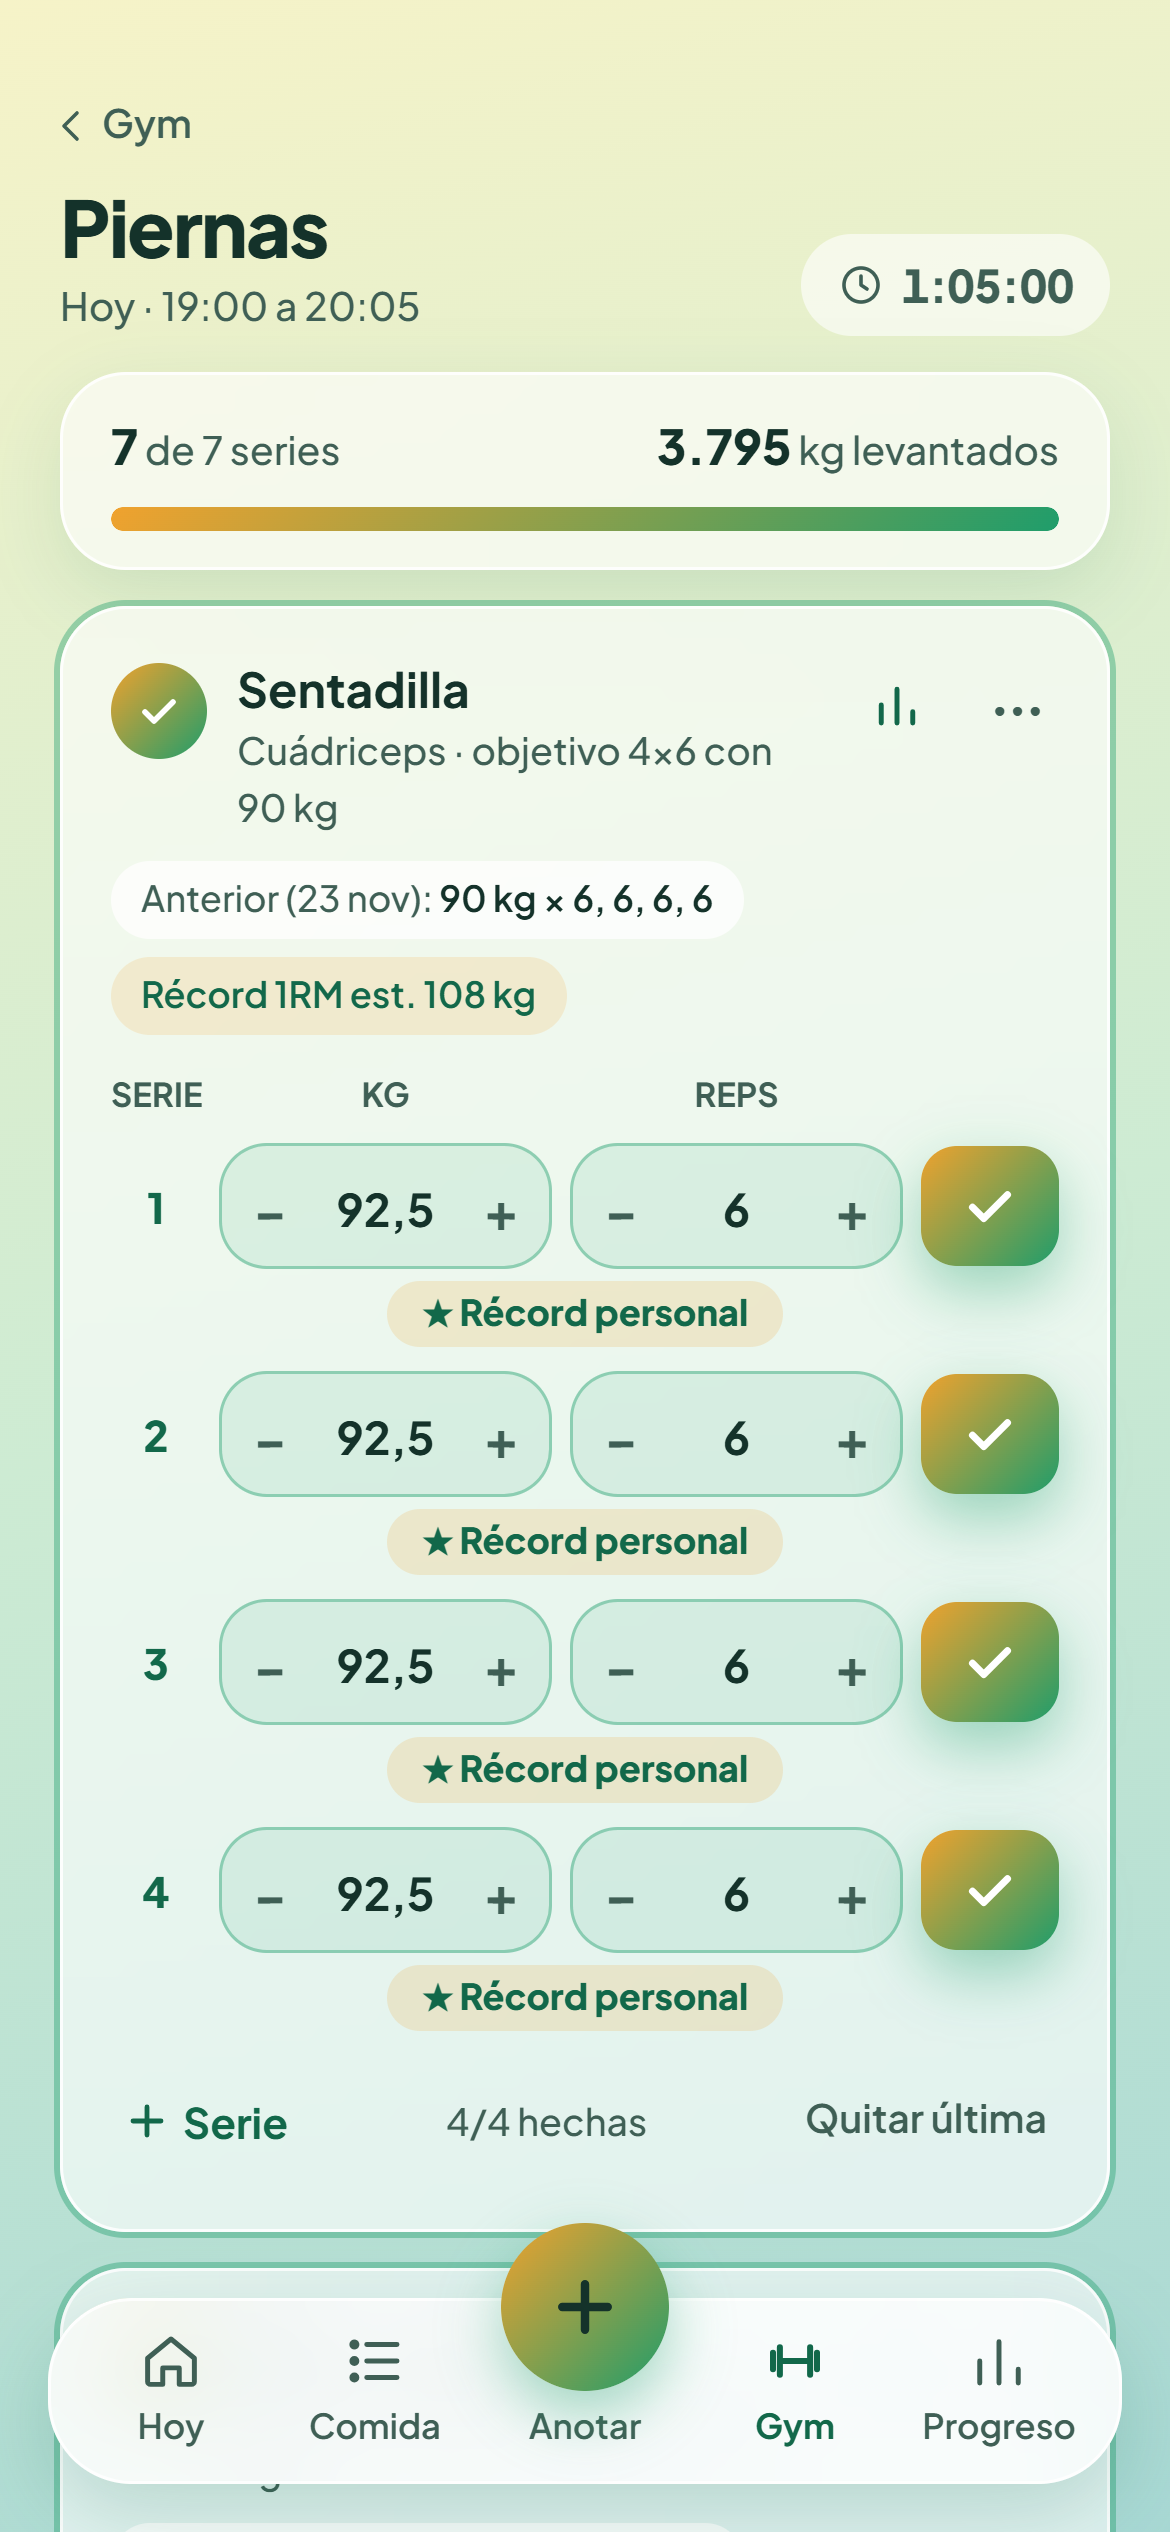 Gym
Piernas
Hoy · 19:00 a 20:05
1:05:00
7 de 7 series
3.795 kg levantados
Sentadilla
Cuádriceps · objetivo 4×6 con
90 kg
Anterior (23 nov): 90 kg × 6, 6, 6, 6
Récord 1RM est. 108 kg
SERIE KG REPS
1 − 92,5 + − 6 +
★ Récord personal
2 − 92,5 + − 6 +
★ Récord personal
3 − 92,5 + − 6 +
★ Récord personal
4 − 92,5 + − 6 +
★ Récord personal
+ Serie
4/4 hechas
Quitar última
Hoy
Comida
Anotar
Gym
Progreso